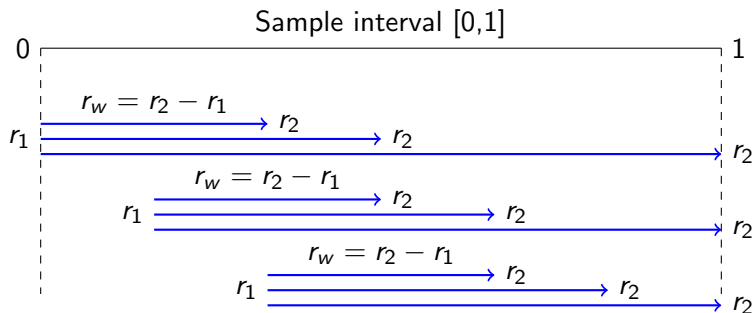 Sample interval [0,1]
0 1
r_w = r_2 − r_1
r_2
r_1 r_2
r_2
r_w = r_2 − r_1
r_2
r_1 r_2
r_2
r_w = r_2 − r_1
r_2
r_1 r_2
r_2